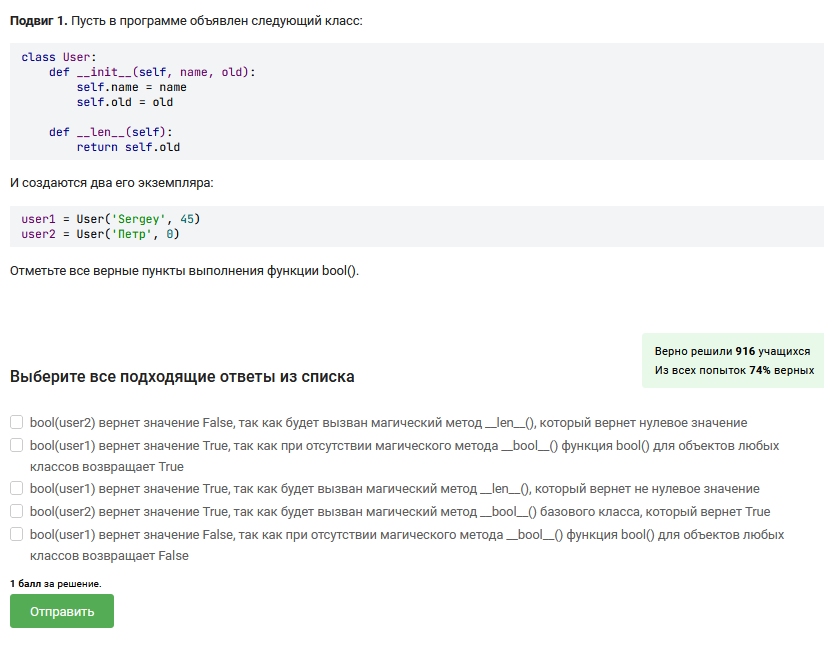 Подвиг 1. Пусть в программе объявлен следующий класс:
class User:
    def __init__(self, name, old):
        self.name = name
        self.old = old
    def __len__(self):
        return self.old
И создаются два его экземпляра:
user1 = User('Sergey', 45)
user2 = User('Петр', 0)
Отметьте все верные пункты выполнения функции bool().
Верно решили 916 учащихся
Из всех попыток 74% верных
Выберите все подходящие ответы из списка
bool(user2) вернет значение False, так как будет вызван магический метод __len__(), который вернет нулевое значение
bool(user1) вернет значение True, так как при отсутствии магического метода __bool__() функция bool() для объектов любых
классов возвращает True
bool(user1) вернет значение True, так как будет вызван магический метод __len__(), который вернет не нулевое значение
bool(user2) вернет значение True, так как будет вызван магический метод __bool__() базового класса, который вернет True
bool(user1) вернет значение False, так как при отсутствии магического метода __bool__() функция bool() для объектов любых
классов возвращает False
1 балл за решение.
Отправить